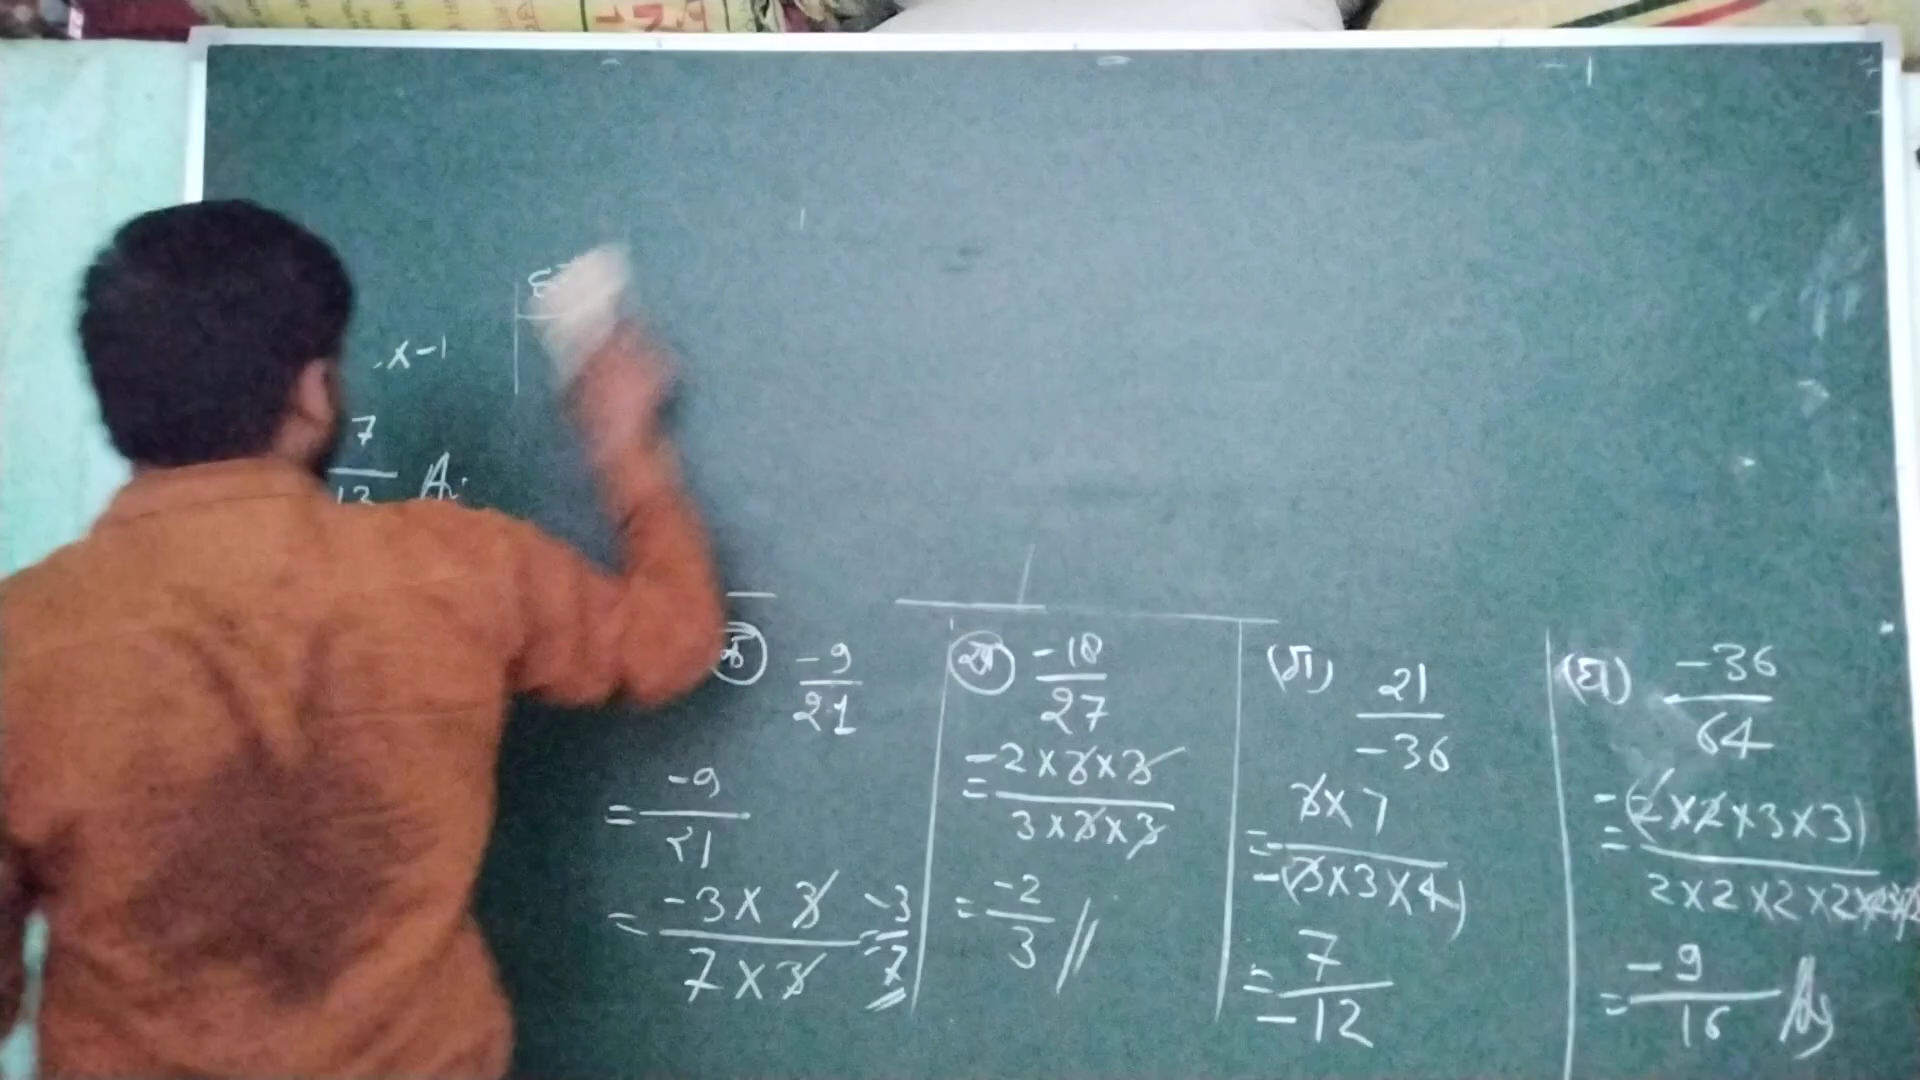 x-1
7
13
(ক) -9/21
= -9/21
= -3 x 3/7 x 3 = -3/7
(খ) -18/27
= -2 x 3 x 3/3 x 3 x 3
= -2/3 //
(গ) 21/-36
= 3 x 7/-(3 x 3 x 4)
= 7/-12
(ঘ) -36/64
= -(2 x 2 x 3 x 3)/2 x 2 x 2 x 2 x 2 x 2
= -9/16 Ans